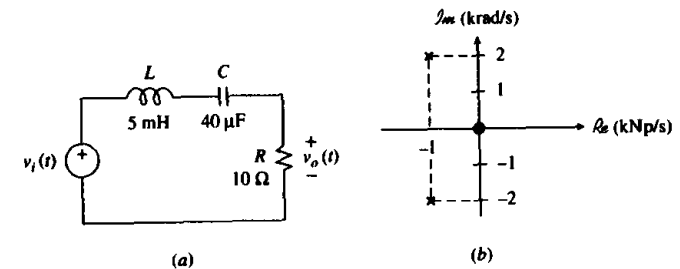 Im (krad/s)
L
C
5 mH
40 μF
v_i(t)
+
R
10 Ω
+
v_o(t)
−
(a)
2
1
−1
Re (kNp/s)
−1
−2
(b)